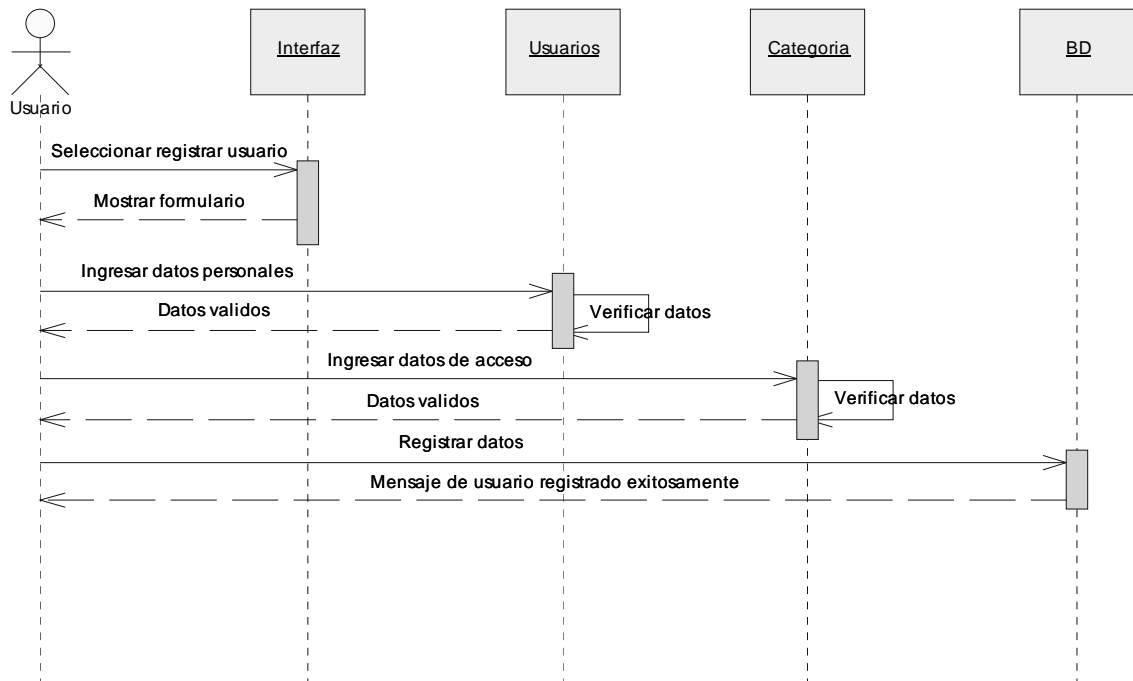 Interfaz
Usuarios
Categoria
BD
Usuario
Seleccionar registrar usuario
Mostrar formulario
Ingresar datos personales
Datos validos
Verificar datos
Ingresar datos de acceso
Datos validos
Verificar datos
Registrar datos
Mensaje de usuario registrado exitosamente